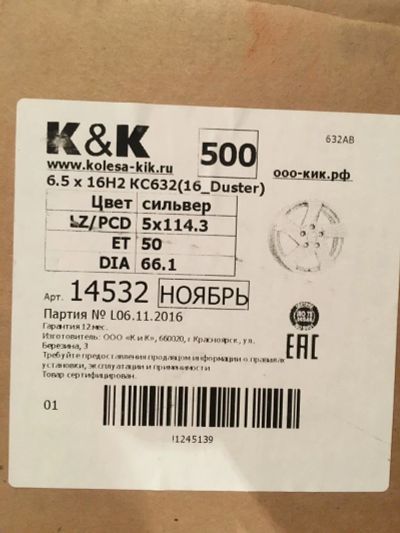 632АВ
K&K
500
www.kolesa-kik.ru
ооо-кик.рф
6.5 x 16H2 КС632(16_Duster)
Цвет сильвер
LZ/PCD 5x114.3
ET 50
DIA 66.1
Арт. 14532 НОЯБРЬ
Партия № L06.11.2016
Гарантия 12 мес.
Изготовитель: ООО «К и К», 660020, г.Красноярск, ул.
Березина, 3
Требуйте предоставления продавцом информации о правилах
установки, эксплуатации и применимости
Товар сертифицирован.
EAC
01
!1245139